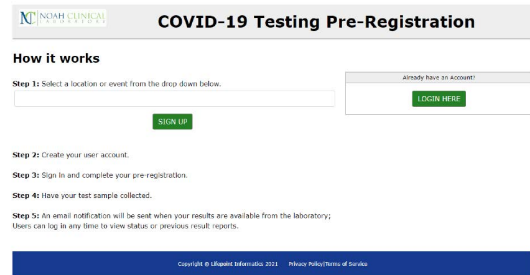 NOAH CLINICAL
COVID-19 Testing Pre-Registration
How it works
Step 1: Select a location or event from the drop down below.
SIGN UP
Already have an Account?
LOGIN HERE
Step 2: Create your user account.
Step 3: Sign In and complete your pre-registration.
Step 4: Have your test sample collected.
Step 5: An email notification will be sent when your results are available from the laboratory;
Users can log in any time to view status or previous result reports.
Copyright © Lifepoint Informatics 2021 Privacy Policy|Terms of Service